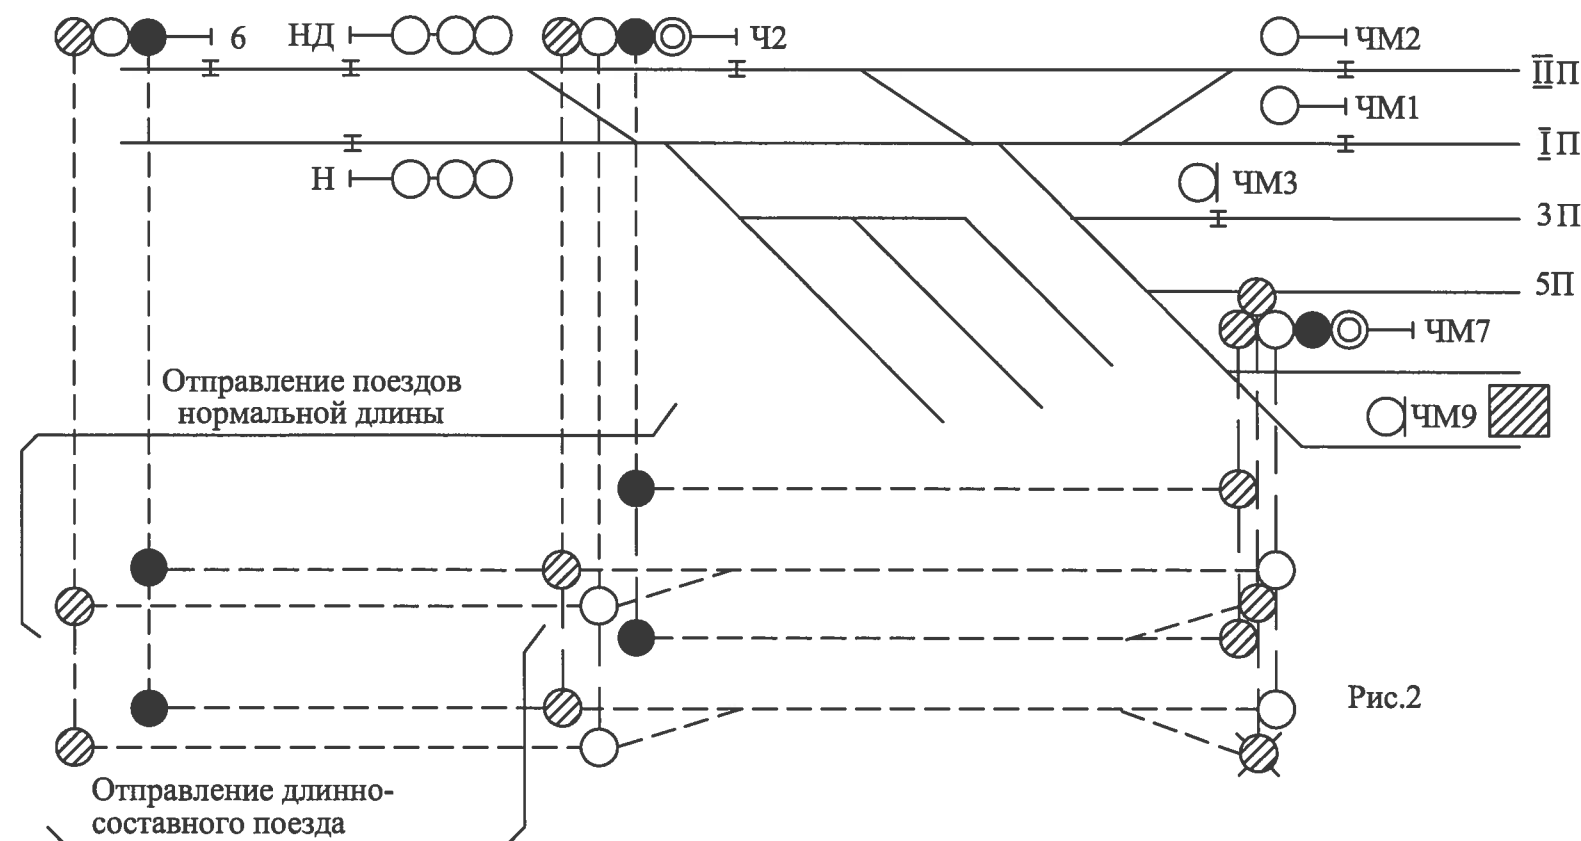 6
НД
Ч2
ЧМ2
IIП
ЧМ1
IП
Н
ЧМ3
3П
5П
ЧМ7
Отправление поездов
нормальной длины
ЧМ9
Рис.2
Отправление длинно-
составного поезда